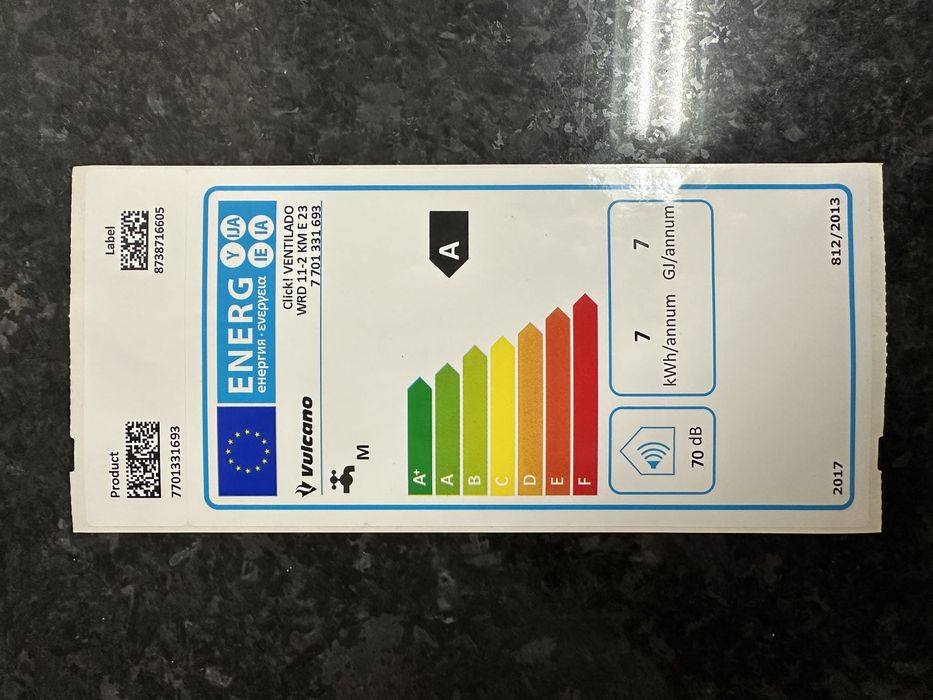 Product
7701331693
Label
8738716605
ENERG
енергия · ενεργεια
Y
IJA
IE
IA
Vulcano
Click! VENTILADO
WRD 11-2 KM E 23
7 701 331 693
M
A+
A
B
C
D
E
F
A
70 dB
7
kWh/annum
7
GJ/annum
2017
812/2013